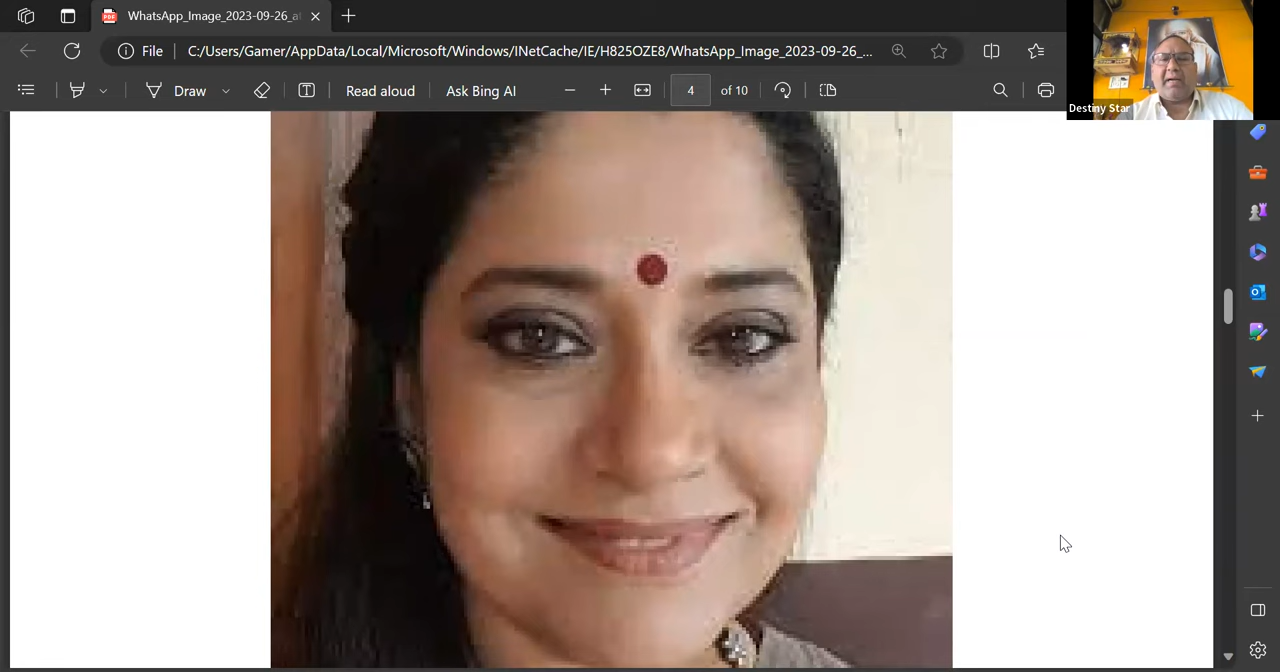 WhatsApp_Image_2023-09-26_at
File
C:/Users/Gamer/AppData/Local/Microsoft/Windows/INetCache/IE/H825OZE8/WhatsApp_Image_2023-09-26_...
Draw
Read aloud
Ask Bing AI
4
of 10
Destiny Star